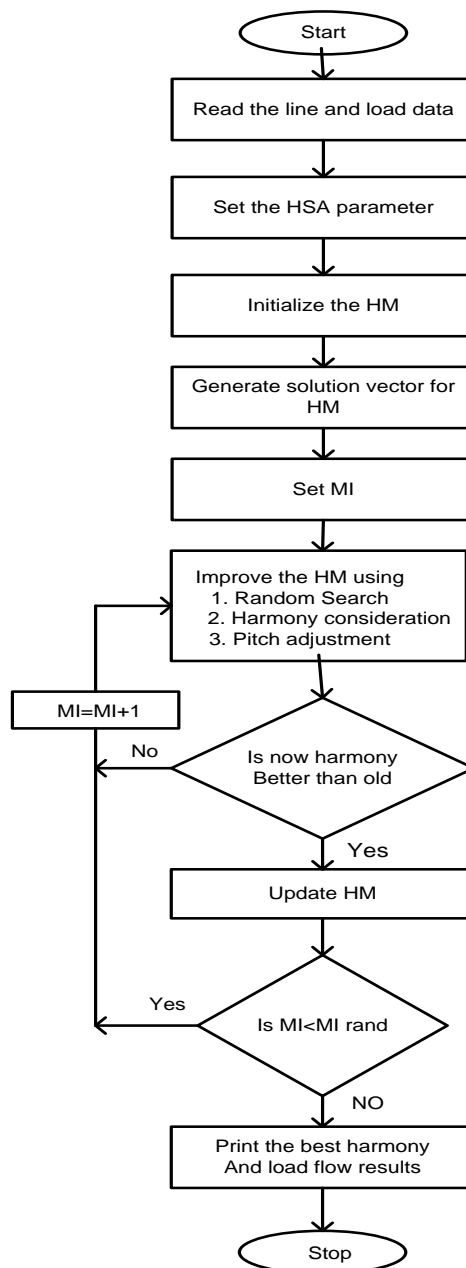 Start
Read the line and load data
Set the HSA parameter
Initialize the HM
Generate solution vector for
HM
Set MI
Improve the HM using
1. Random Search
2. Harmony consideration
3. Pitch adjustment
MI=MI+1
No
Is now harmony
Better than old
Yes
Update HM
Yes
Is MI<MI rand
NO
Print the best harmony
And load flow results
Stop